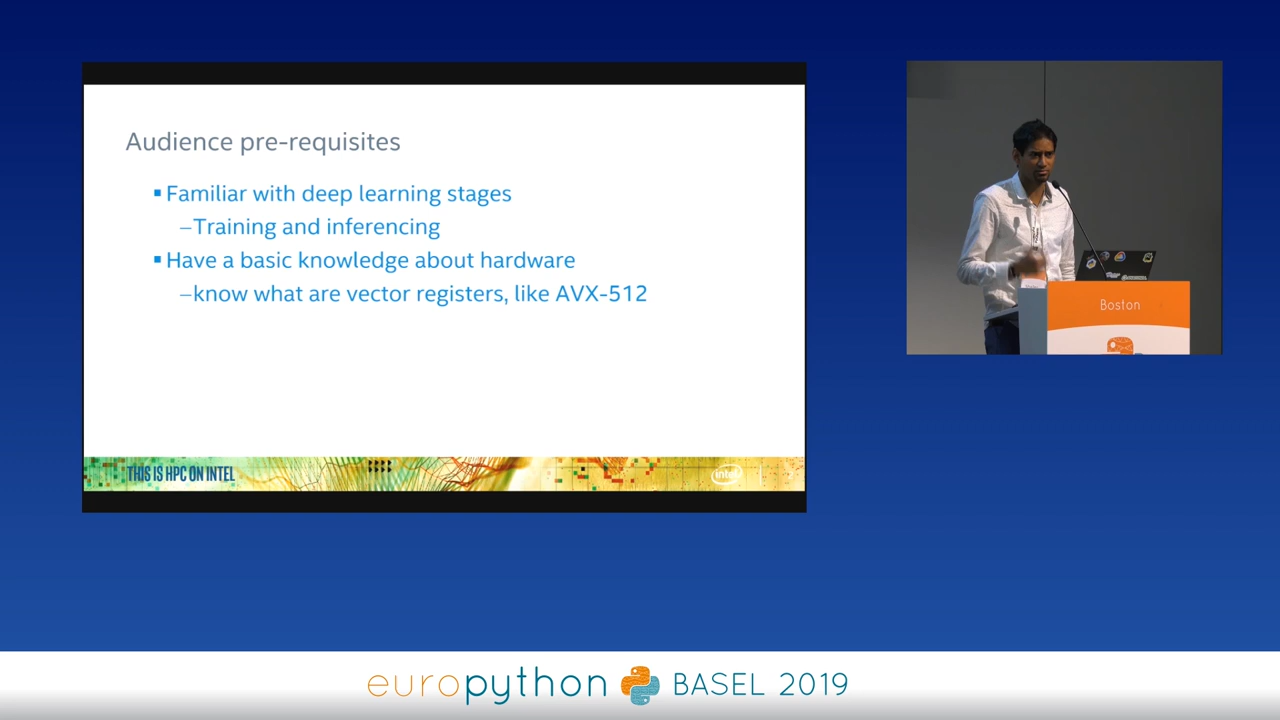 Audience pre-requisites
▪ Familiar with deep learning stages
–Training and inferencing
▪ Have a basic knowledge about hardware
–know what are vector registers, like AVX-512
THIS IS HPC ON INTEL
intel
Boston
europython BASEL 2019